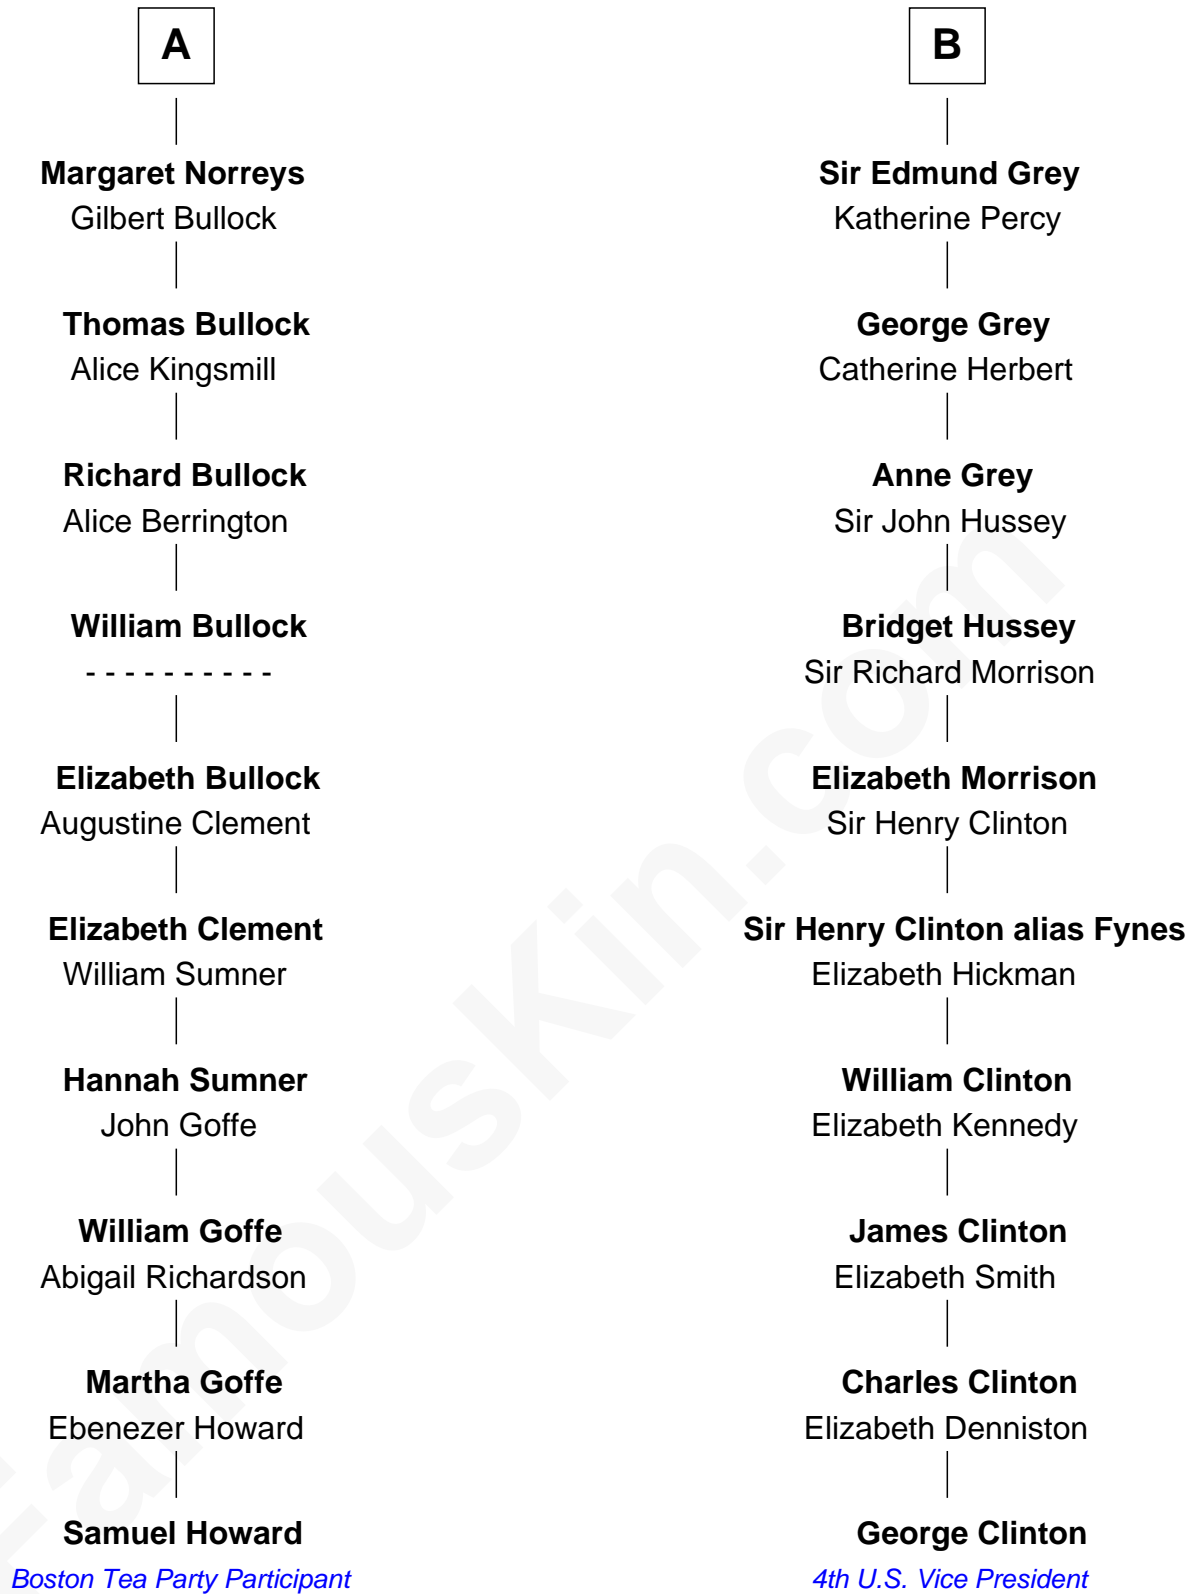 A
Margaret Norreys
Gilbert Bullock
Thomas Bullock
Alice Kingsmill
Richard Bullock
Alice Berrington
William Bullock
- - - - - - - - - -
Elizabeth Bullock
Augustine Clement
Elizabeth Clement
William Sumner
Hannah Sumner
John Goffe
William Goffe
Abigail Richardson
Martha Goffe
Ebenezer Howard
Samuel Howard
Boston Tea Party Participant
B
Sir Edmund Grey
Katherine Percy
George Grey
Catherine Herbert
Anne Grey
Sir John Hussey
Bridget Hussey
Sir Richard Morrison
Elizabeth Morrison
Sir Henry Clinton
Sir Henry Clinton alias Fynes
Elizabeth Hickman
William Clinton
Elizabeth Kennedy
James Clinton
Elizabeth Smith
Charles Clinton
Elizabeth Denniston
George Clinton
4th U.S. Vice President
FamousKin.com